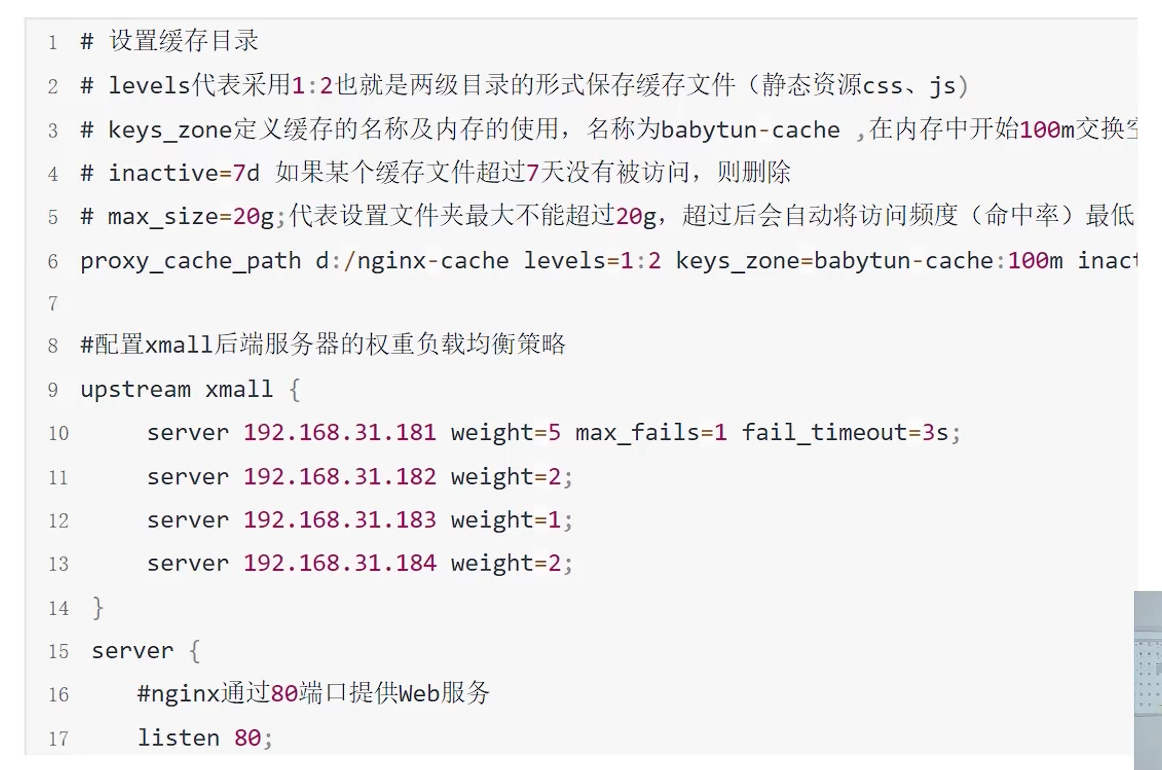 1 # 设置缓存目录
2 # levels代表采用1:2也就是两级目录的形式保存缓存文件（静态资源css、js）
3 # keys_zone定义缓存的名称及内存的使用，名称为babytun-cache ,在内存中开始100m交换
4 # inactive=7d 如果某个缓存文件超过7天没有被访问，则删除
5 # max_size=20g;代表设置文件夹最大不能超过20g，超过后会自动将访问频度（命中率）最低
6 proxy_cache_path d:/nginx-cache levels=1:2 keys_zone=babytun-cache:100m inact
7
8 #配置xmall后端服务器的权重负载均衡策略
9 upstream xmall {
10 server 192.168.31.181 weight=5 max_fails=1 fail_timeout=3s;
11 server 192.168.31.182 weight=2;
12 server 192.168.31.183 weight=1;
13 server 192.168.31.184 weight=2;
14 }
15 server {
16 #nginx通过80端口提供Web服务
17 listen 80;